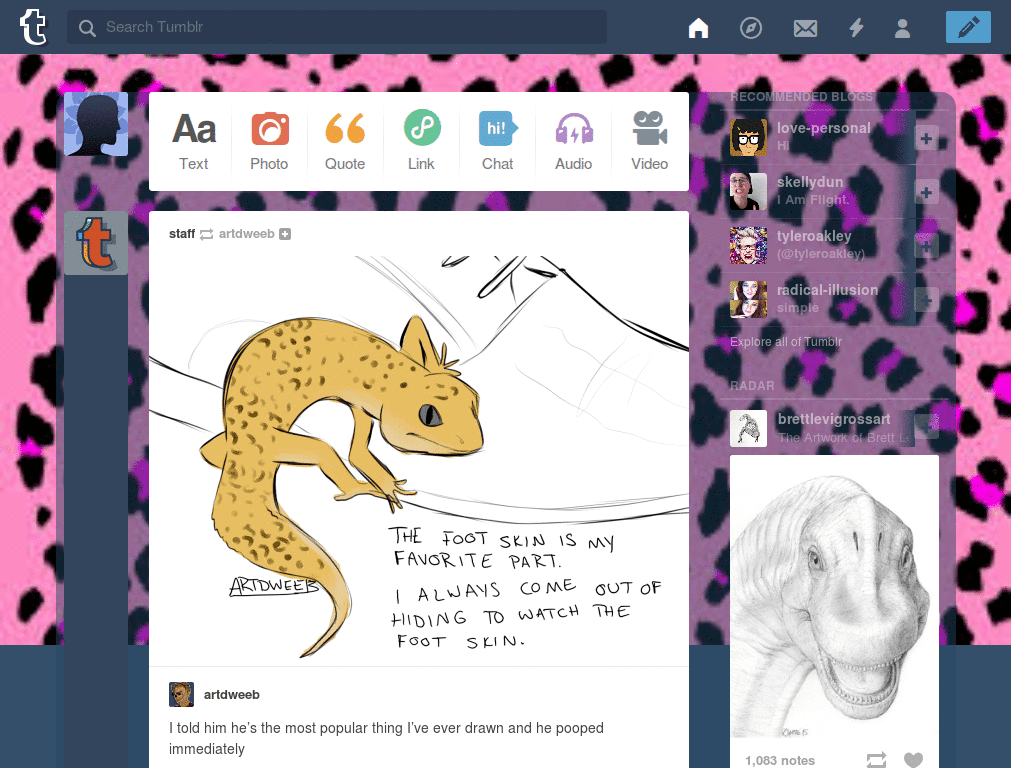 Search Tumblr
Text
Photo
Quote
Link
hi!
Chat
Audio
Video
Aa
staff artdweeb
THE FOOT SKIN IS MY
FAVORITE PART.
I ALWAYS COME OUT OF
HIDING TO WATCH THE
FOOT SKIN.
ARTDWEEB
artdweeb
I told him he's the most popular thing I've ever drawn and he pooped
immediately
RECOMMENDED BLOGS
love-personal
Hi
skellydun
I Am Flight.
tyleroakley
(@tyleroakley)
radical-illusion
simple
Explore all of Tumblr
RADAR
brettlevigrossart
The Artwork of Brett Le
1,083 notes